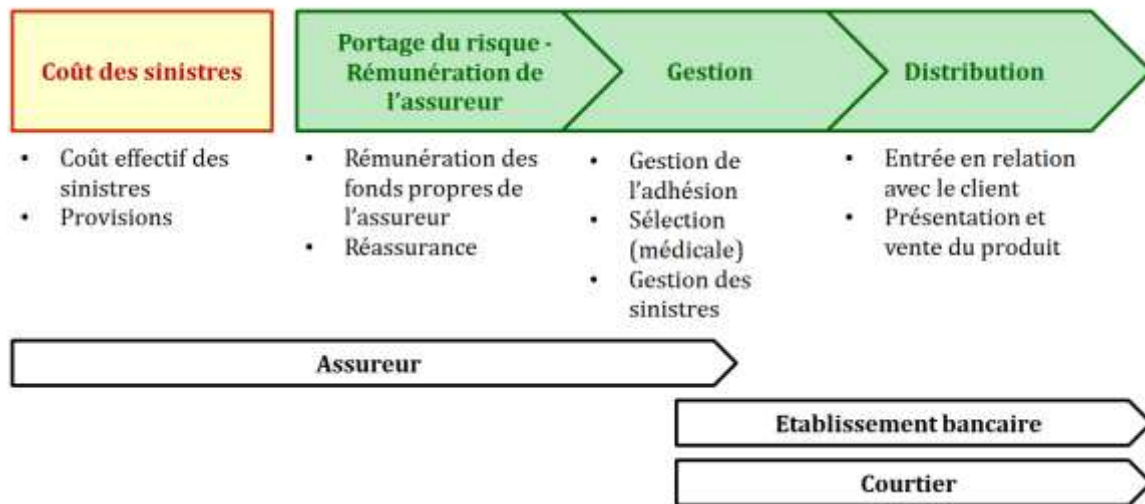 Coût des sinistres
Portage du risque -
Rémunération de
l'assureur
Gestion
Distribution
• Coût effectif des
sinistres
• Provisions
• Rémunération des
fonds propres de
l'assureur
• Réassurance
• Gestion de
l'adhésion
• Sélection
(médicale)
• Gestion des
sinistres
• Entrée en relation
avec le client
• Présentation et
vente du produit
Assureur
Etablissement bancaire
Courtier